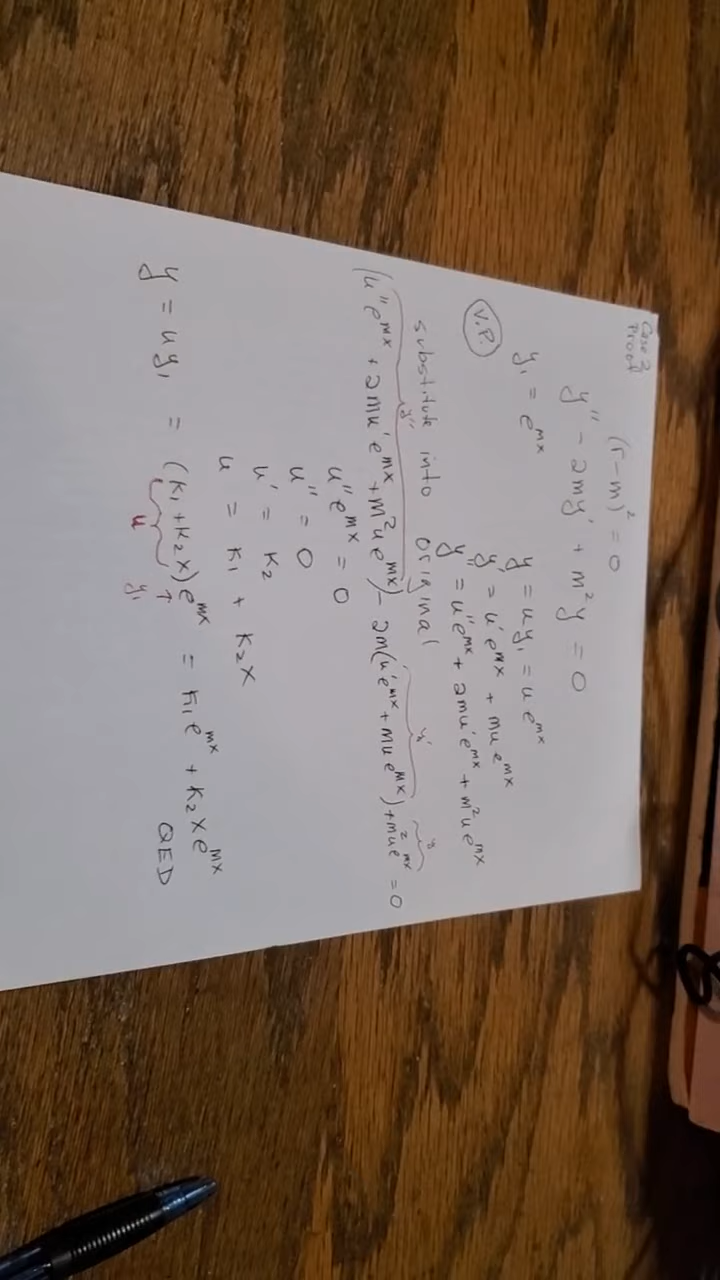 Case 2
Proof
(r-m)² = 0
y'' - 2my' + m²y = 0
y₁ = e^mx
V.P.
y = uy₁ = ue^mx
y' = u'e^mx + mue^mx
y'' = u''e^mx + 2mu'e^mx + m²ue^mx
substitute into original
y'' y' y
(u''e^mx + 2mu'e^mx + m²ue^mx) - 2m(u'e^mx + mue^mx) + m²ue^mx = 0
u''e^mx = 0
u'' = 0
u' = K₂
u = K₁ + K₂x
y = uy₁ = (K₁ + K₂x)e^mx = K₁e^mx + K₂xe^mx
u ↑
y₁
QED